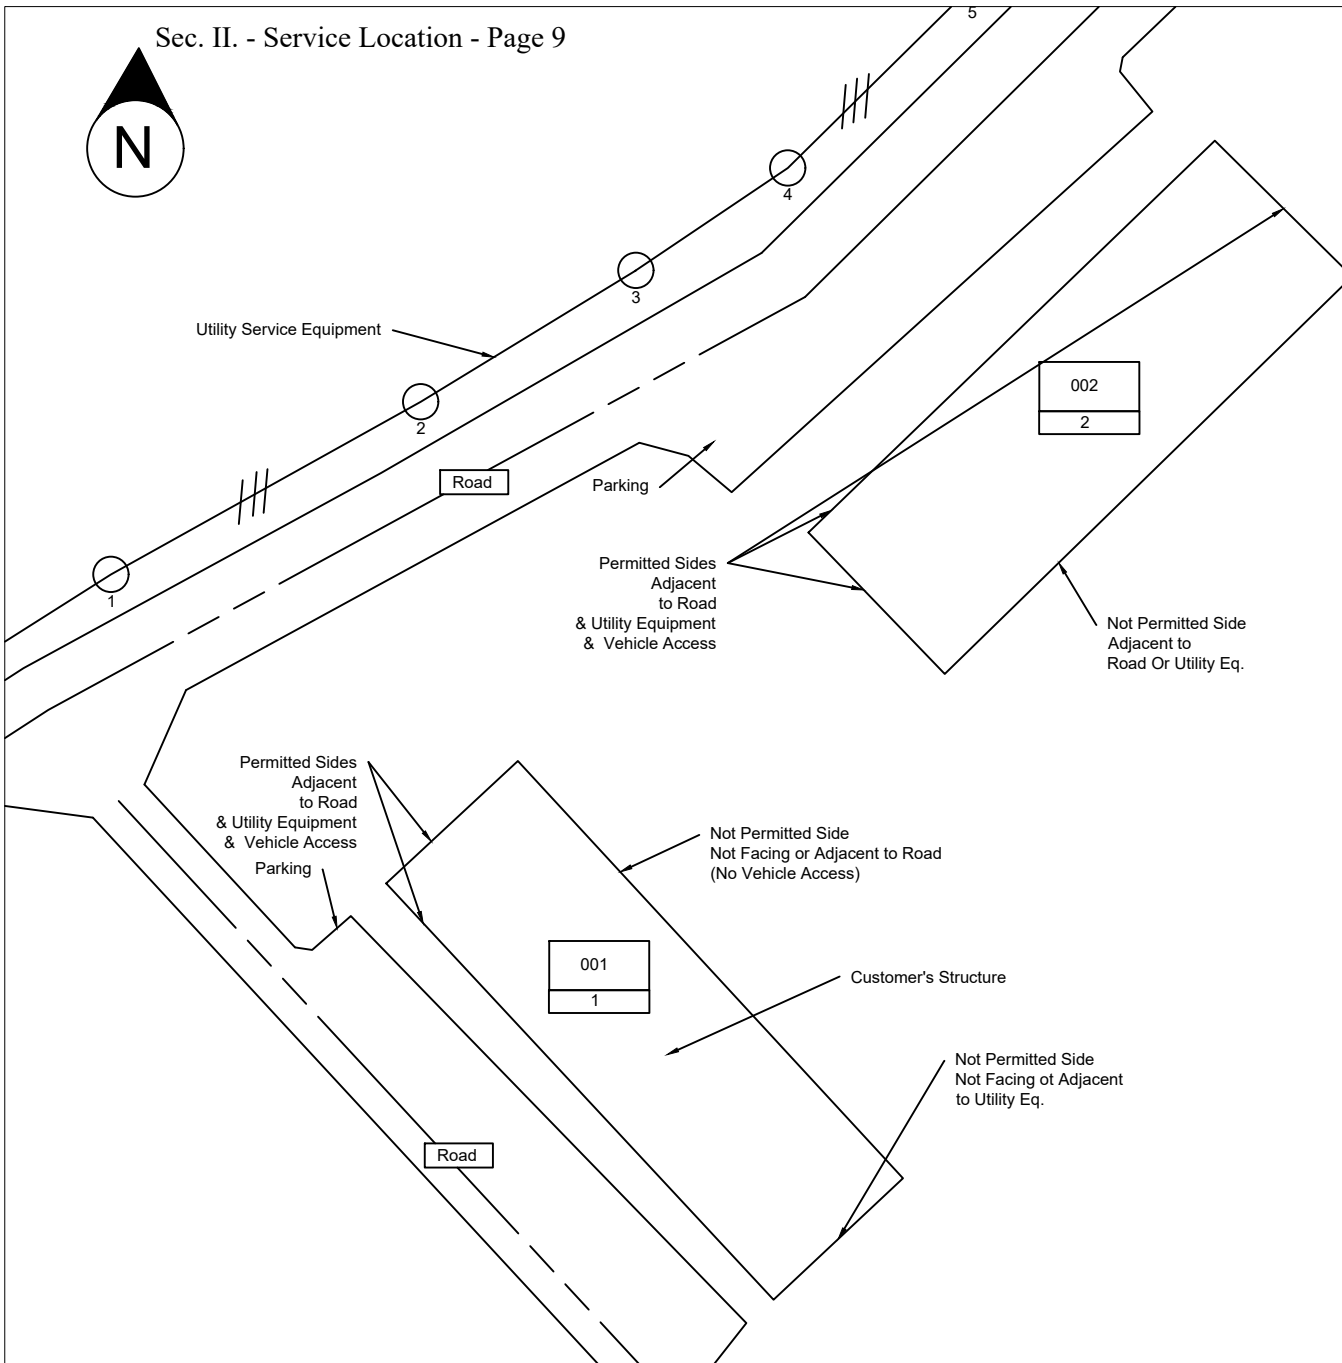 Sec. II. - Service Location - Page 9
N
5
4
3
Utility Service Equipment
2
002
2
Road
Parking
1
Permitted Sides
Adjacent
to Road
& Utility Equipment
& Vehicle Access
Not Permitted Side
Adjacent to
Road Or Utility Eq.
Permitted Sides
Adjacent
to Road
& Utility Equipment
& Vehicle Access
Parking
Not Permitted Side
Not Facing or Adjacent to Road
(No Vehicle Access)
001
1
Customer's Structure
Not Permitted Side
Not Facing ot Adjacent
to Utility Eq.
Road